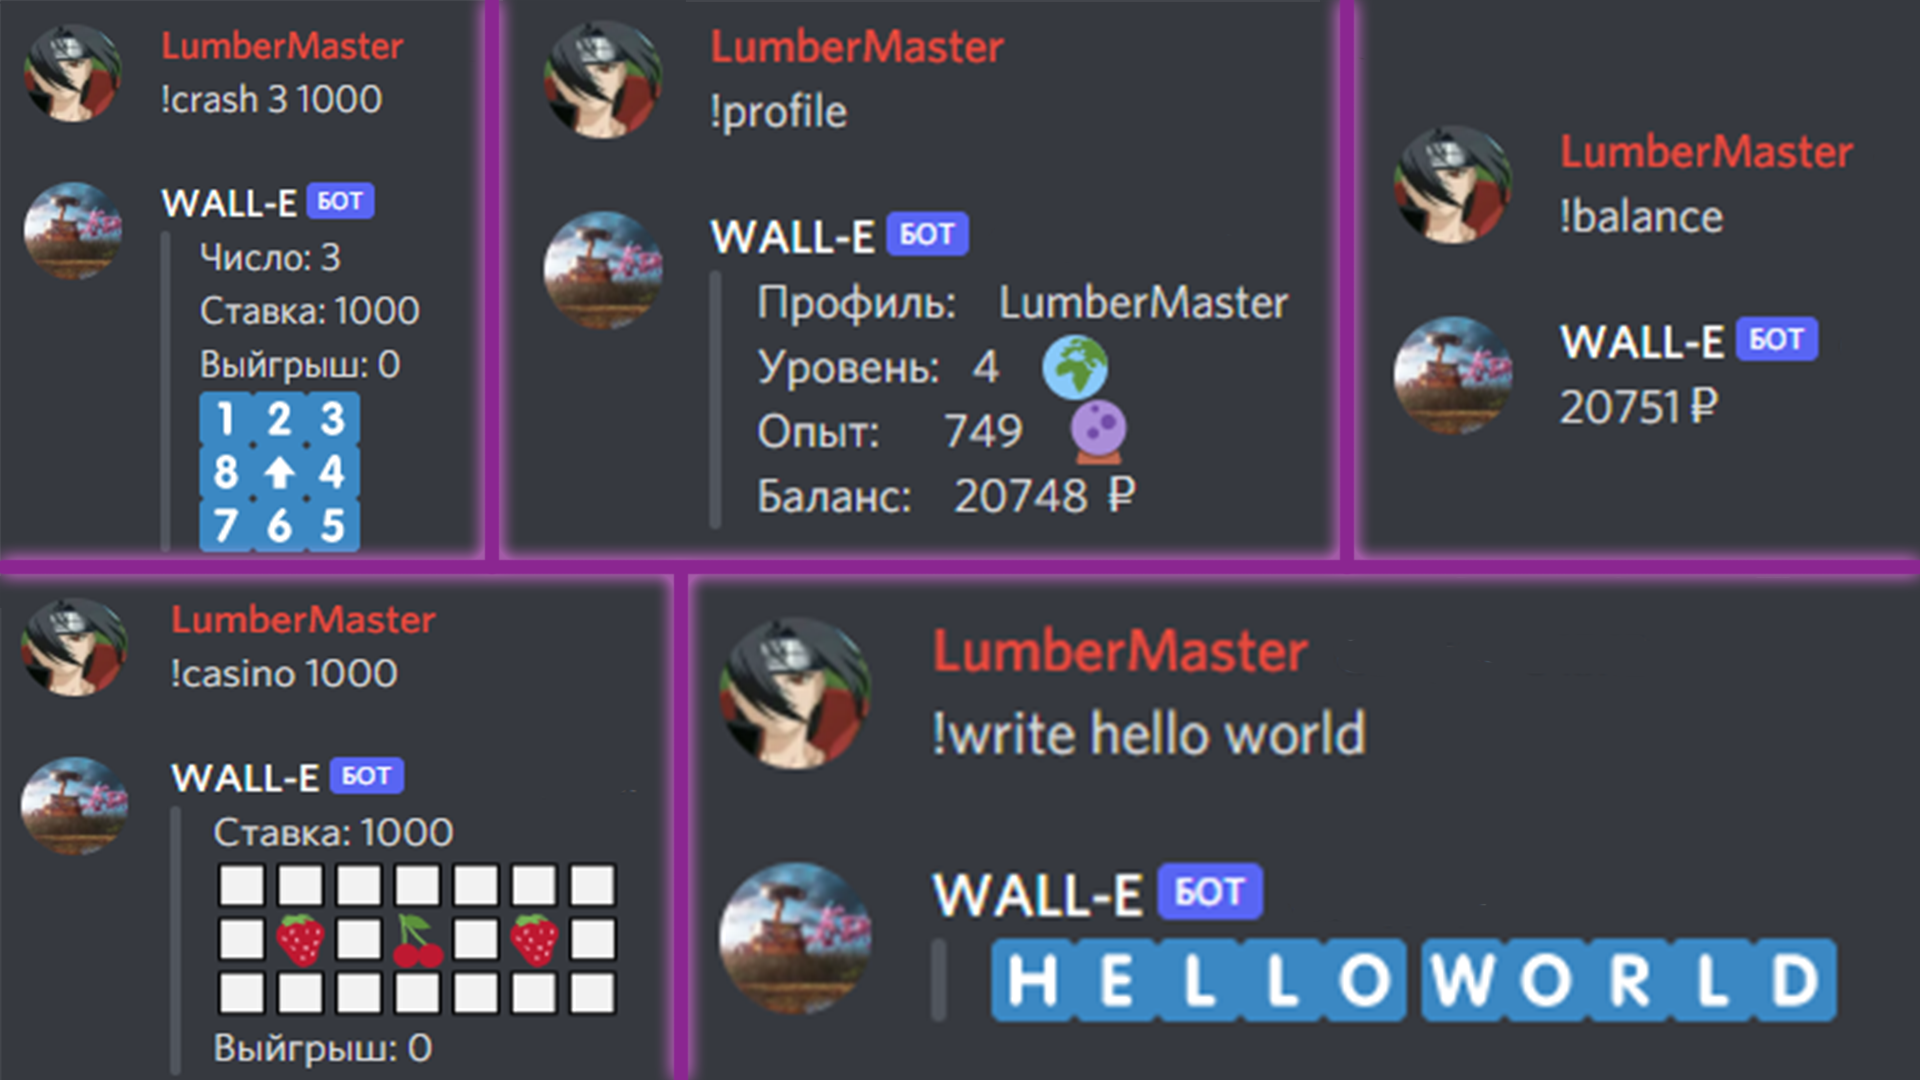 LumberMaster
!crash 3 1000
WALL-E БОТ
Число: 3
Ставка: 1000
Выйгрыш: 0
1 2 3
8 4
7 6 5
LumberMaster
!profile
WALL-E БОТ
Профиль: LumberMaster
Уровень: 4
Опыт: 749
Баланс: 20748 ₽
LumberMaster
!balance
WALL-E БОТ
20751 ₽
LumberMaster
!casino 1000
WALL-E БОТ
Ставка: 1000
Выйгрыш: 0
LumberMaster
!write hello world
WALL-E БОТ
HELLO WORLD